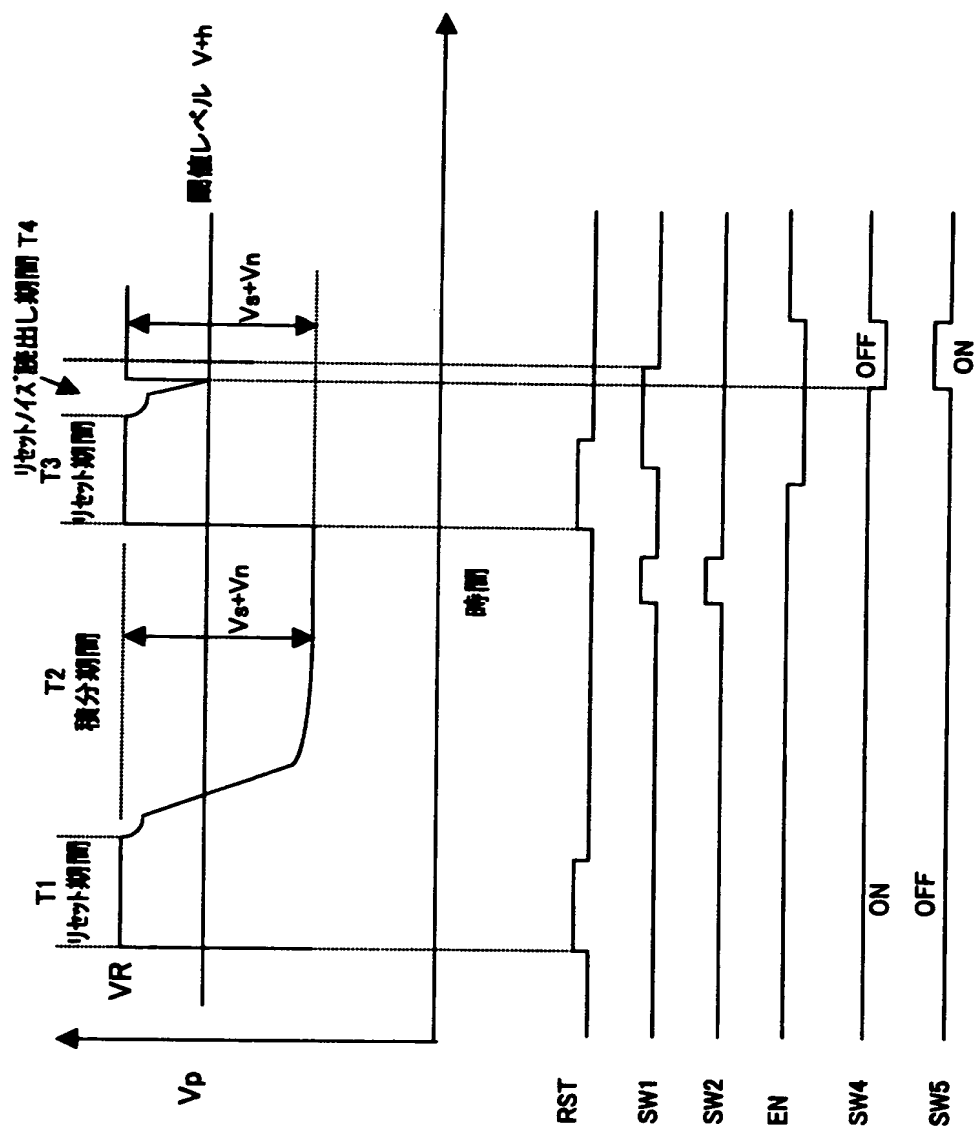 リセットノイズ読出し期間 T4
T1
リセット期間
T2
積分期間
T3
リセット期間
VR
Vp
閾値レベル Vth
Vs+Vn
Vs+Vn
時間
RST
SW1
SW2
EN
SW4
ON
OFF
SW5
OFF
ON